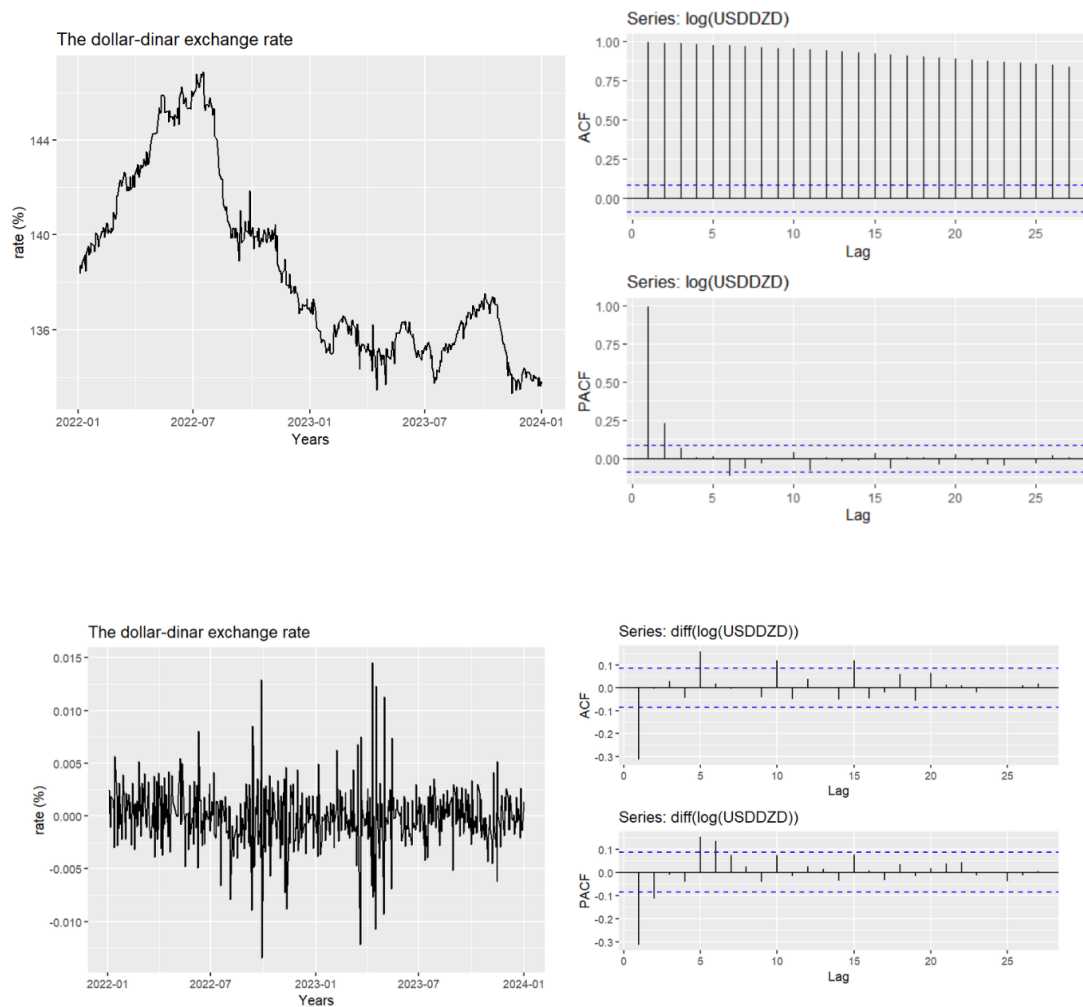 The dollar-dinar exchange rate
rate (%)
144
140
136
2022-01 2022-07 2023-01 2023-07 2024-01
Years
Series: log(USDDZD)
ACF
1.00
0.75
0.50
0.25
0.00
0 5 10 15 20 25
Lag
Series: log(USDDZD)
PACF
1.00
0.75
0.50
0.25
0.00
0 5 10 15 20 25
Lag
The dollar-dinar exchange rate
rate (%)
0.015
0.010
0.005
0.000
-0.005
-0.010
2022-01 2022-07 2023-01 2023-07 2024-01
Years
Series: diff(log(USDDZD))
ACF
0.1
0.0
-0.1
-0.2
-0.3
0 5 10 15 20 25
Lag
Series: diff(log(USDDZD))
PACF
0.1
0.0
-0.1
-0.2
-0.3
0 5 10 15 20 25
Lag